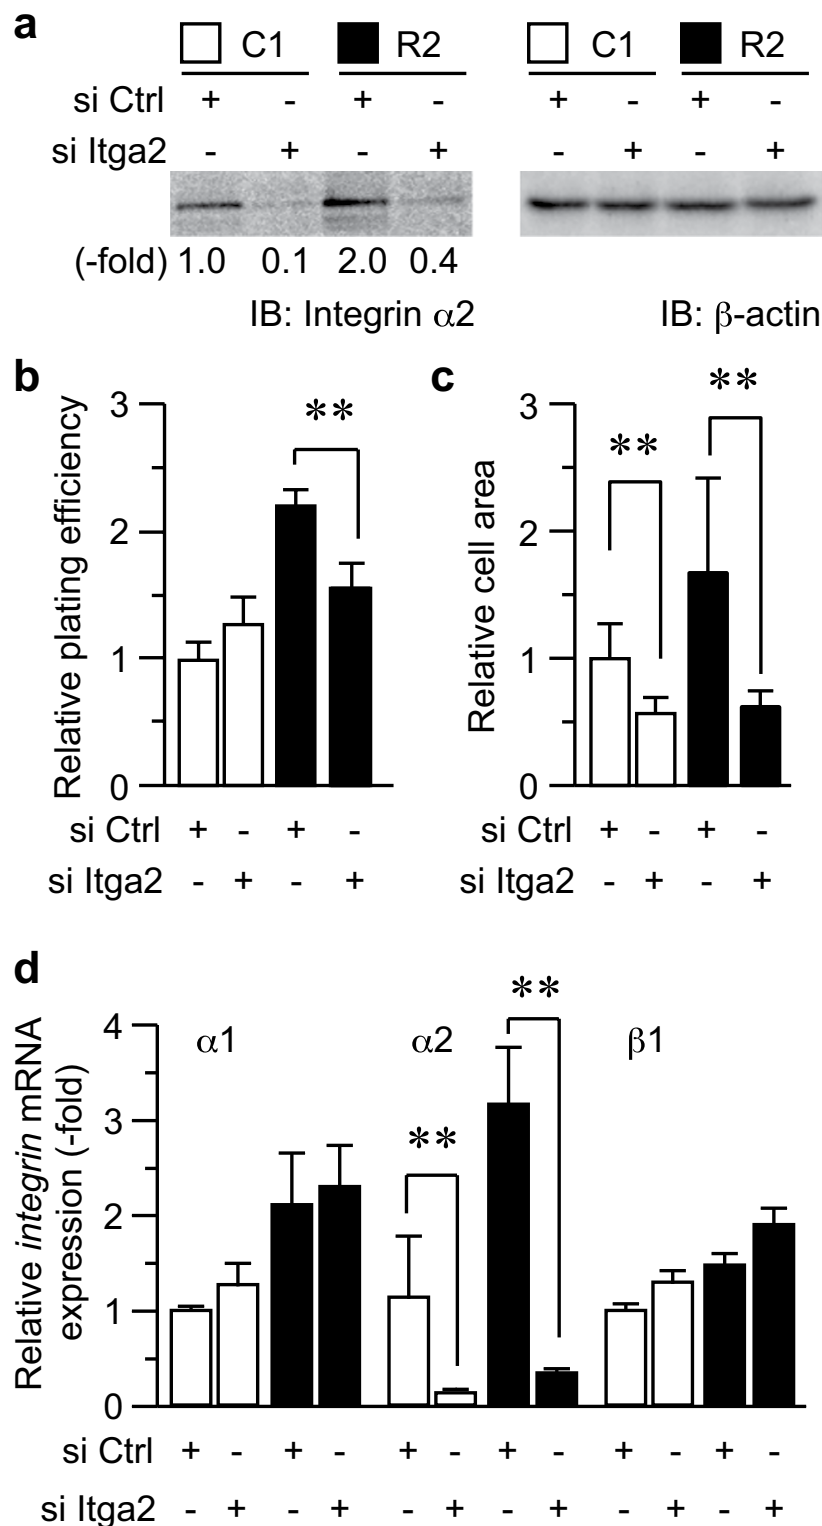 a
C1 R2 C1 R2
si Ctrl + - + - + - + -
si Itga2 - + - + - + - +
(-fold) 1.0 0.1 2.0 0.4
IB: Integrin α2 IB: β-actin
b
Relative plating efficiency
3
2
1
0
**
si Ctrl + - + -
si Itga2 - + - +
c
Relative cell area
3
2
1
0
**
**
si Ctrl + - + -
si Itga2 - + - +
d
Relative integrin mRNA
expression (-fold)
4
3
2
1
0
α1 α2 β1
**
**
si Ctrl + - + - + - + - + - + -
si Itga2 - + - + - + - + - + - +